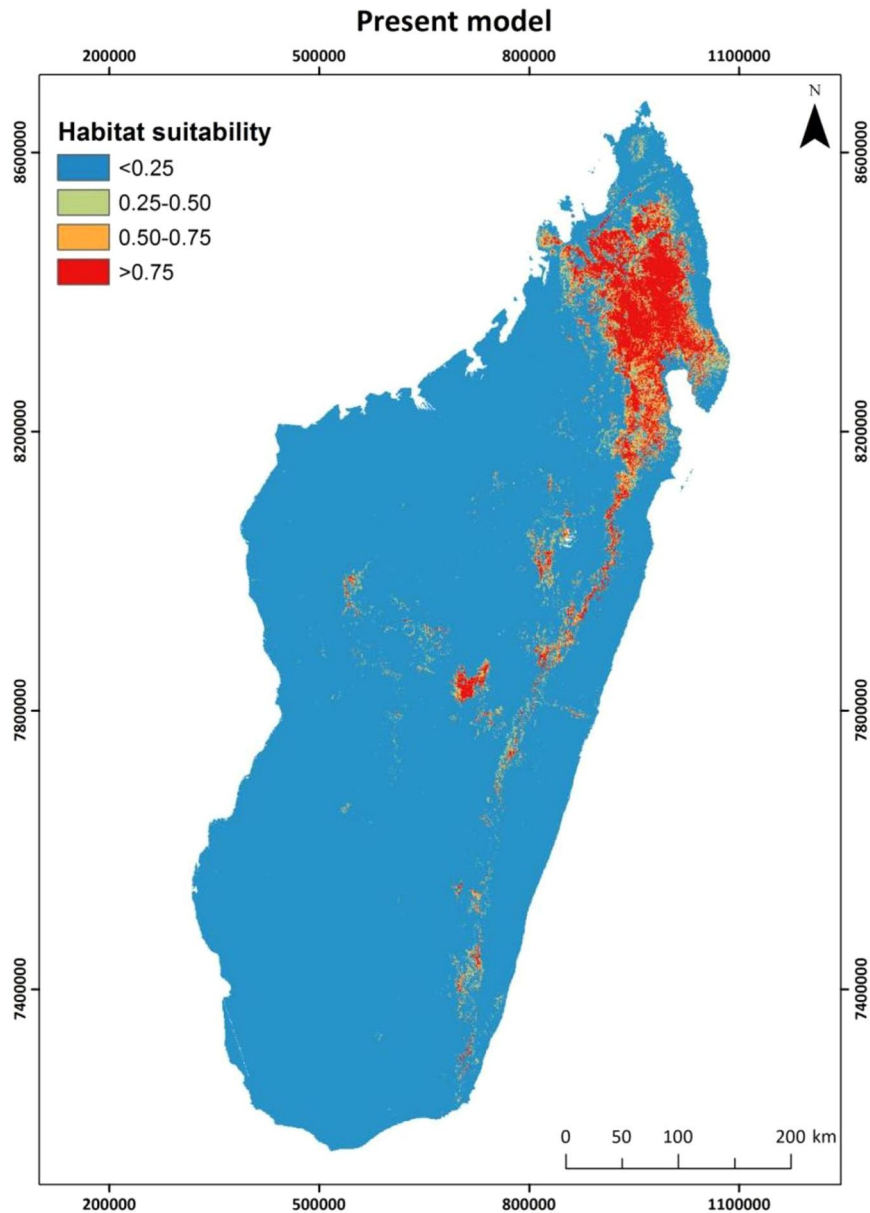 Present model
200000 500000 800000 1100000
N
Habitat suitability
<0.25
0.25-0.50
0.50-0.75
>0.75
8600000 8600000
8200000 8200000
7800000 7800000
7400000 7400000
0 50 100 200 km
200000 500000 800000 1100000